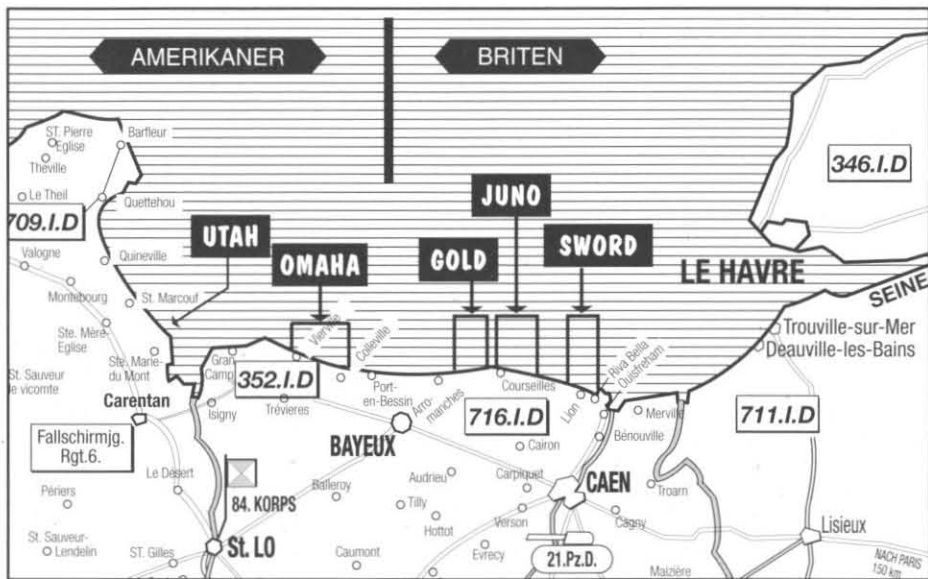 AMERIKANER
BRITEN
ST. Pierre
Eglise
Barfleur
Théville
Le Theil
Quettehou
709.I.D
Valogne
Quineville
Montebourg
St. Marcouf
Ste. Mère-
Eglise
Ste. Marie-
du Mont
St. Sauveur
le vicomte
UTAH
OMAHA
GOLD
JUNO
SWORD
346.I.D
LE HAVRE
SEINE
Trouville-sur-Mer
Deauville-les-Bains
Gran
Camp
Vierville
Colleville
352.I.D
Port-
en-Bessin
Arro-
manches
Courseilles
Lion
Riva Bella
Ouistreham
Merville
711.I.D
Carentan
Isigny
Trévieres
BAYEUX
716.I.D
Cairon
Bénouville
Fallschirmjg.
Rgt.6.
Le Désert
84. KORPS
Balleroy
Audrieu
Tilly
Hottot
Carpiquet
CAEN
Troarn
Périers
Verson
Cagny
Lisieux
St. Sauveur-
Lendelin
ST. Gilles
St. LO
Caumont
Evrecy
21.Pz.D.
Maizière
NACH PARIS
150 km